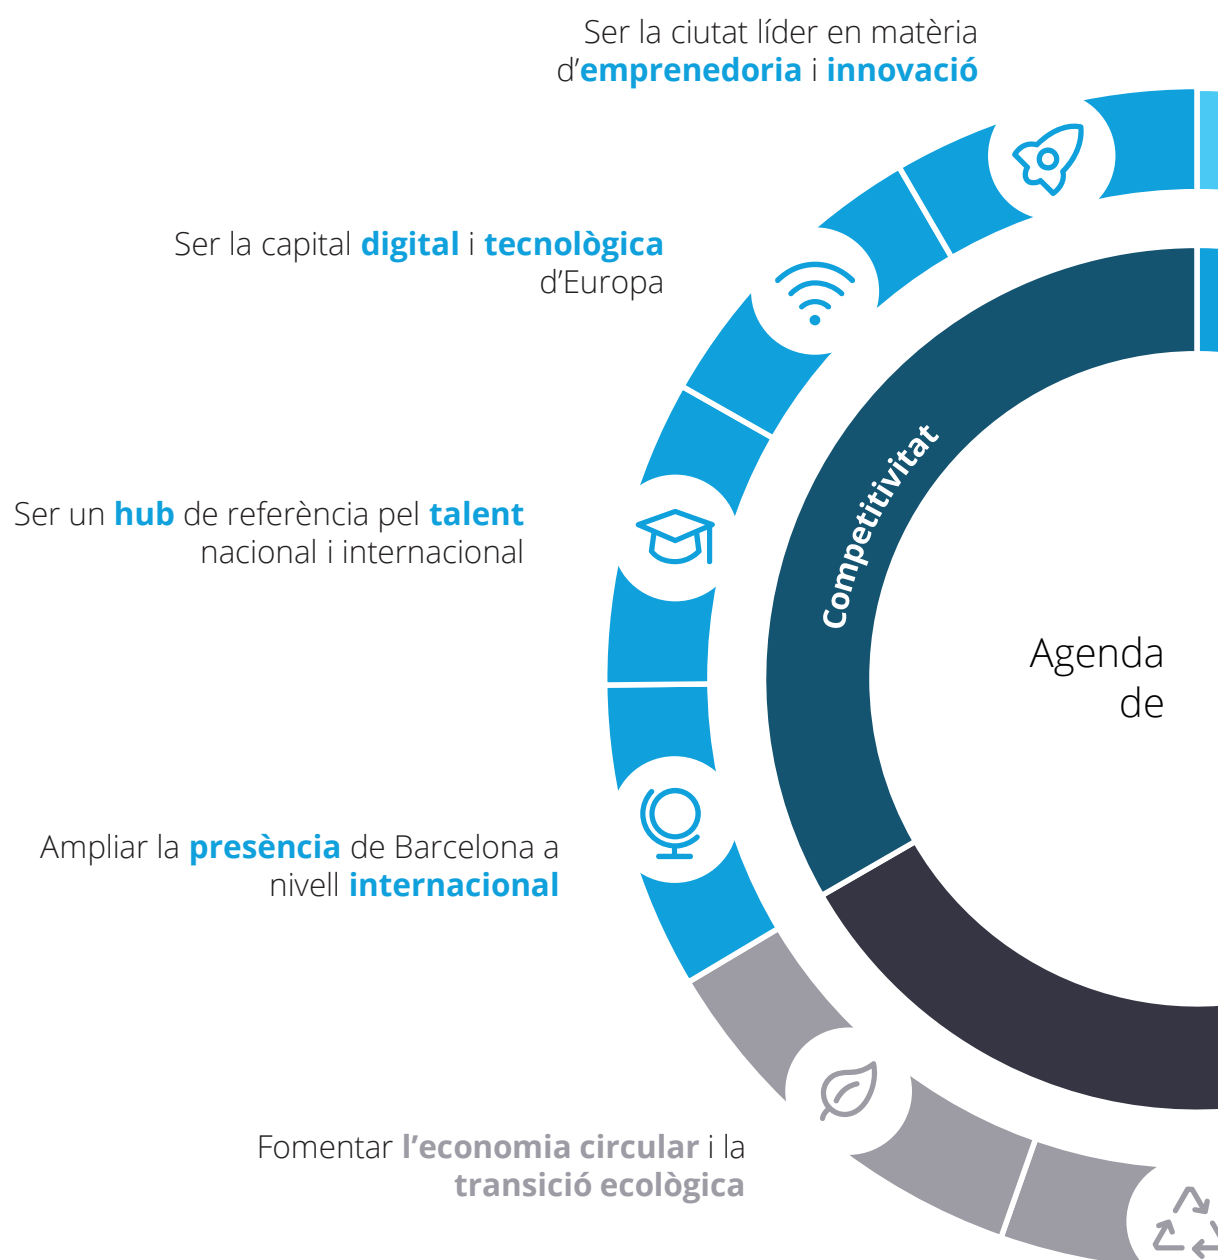 Ser la ciutat líder en matèria
d'emprenedoria i innovació
Ser la capital digital i tecnològica
d'Europa
Ser un hub de referència pel talent
nacional i internacional
Competitivitat
Agenda
de
Ampliar la presència de Barcelona a
nivell internacional
Fomentar l'economia circular i la
transició ecològica